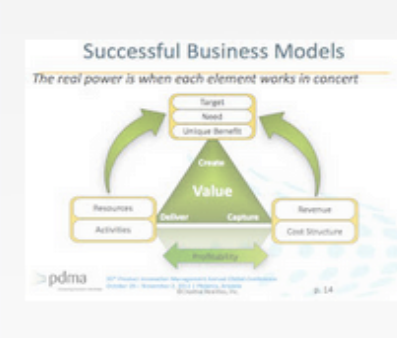 Successful Business Models
The real power is when each element works in concert
Target
Need
Unique Benefit
Create
Value
Deliver Capture
Resources
Activities
Revenue
Cost Structure
Profitability
pdma
p. 14